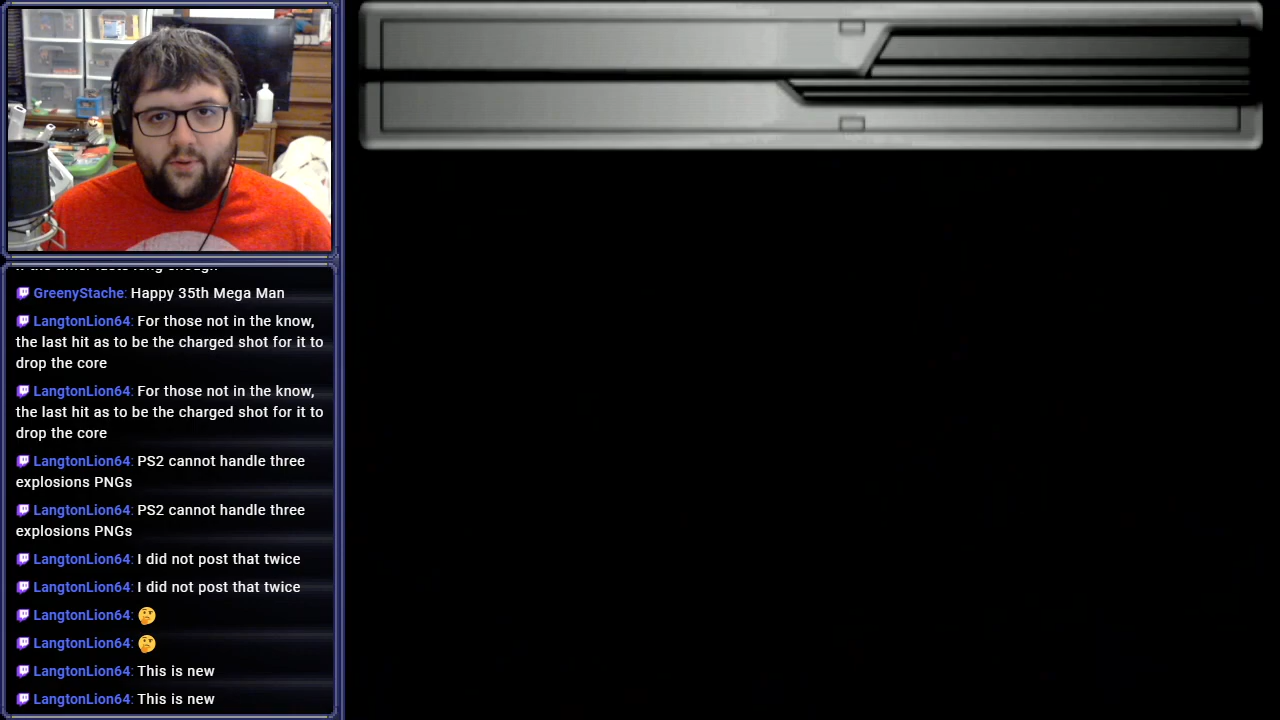 GreenyStache: Happy 35th Mega Man
LangtonLion64: For those not in the know,
the last hit as to be the charged shot for it to
drop the core
LangtonLion64: For those not in the know,
the last hit as to be the charged shot for it to
drop the core
LangtonLion64: PS2 cannot handle three
explosions PNGs
LangtonLion64: PS2 cannot handle three
explosions PNGs
LangtonLion64: I did not post that twice
LangtonLion64: I did not post that twice
LangtonLion64: 🤔
LangtonLion64: 🤔
LangtonLion64: This is new
LangtonLion64: This is new